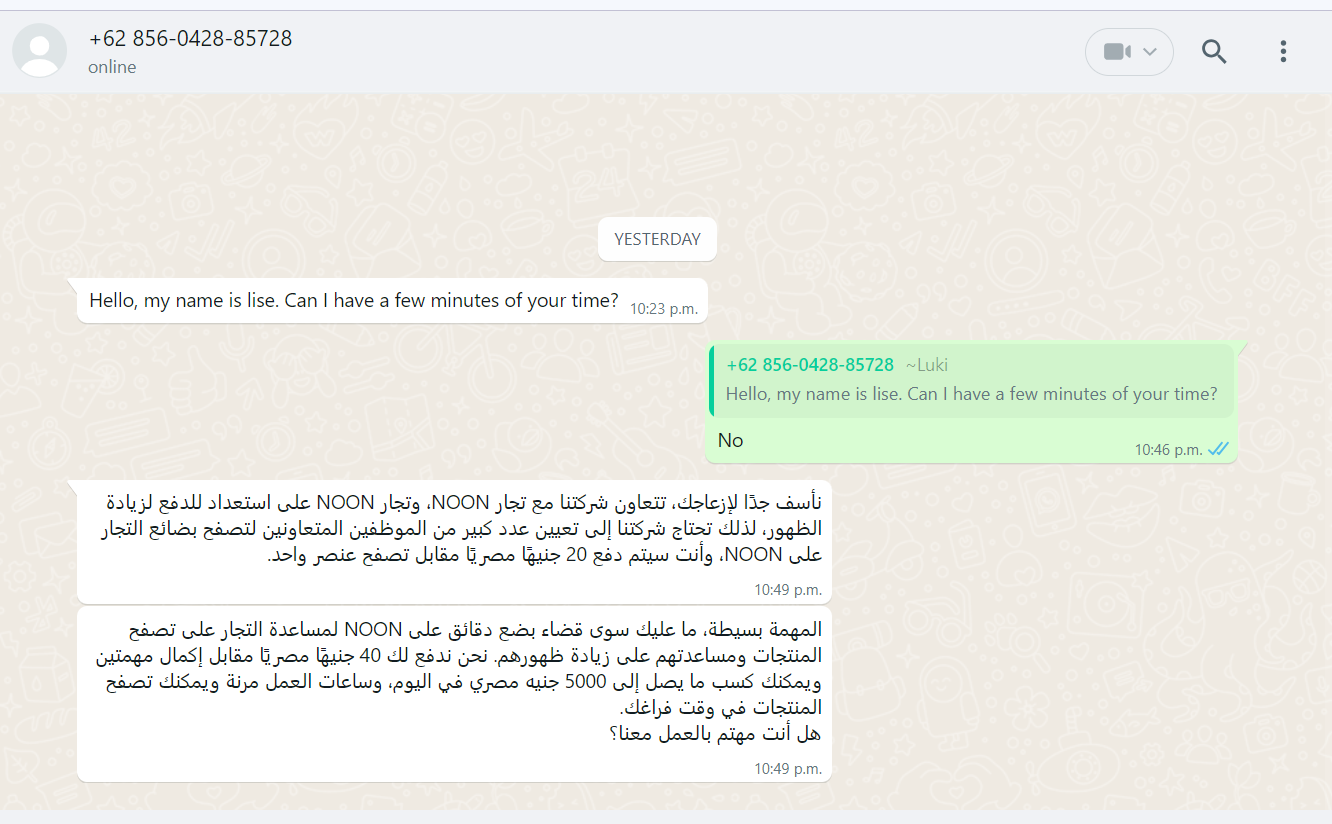 +62 856-0428-85728
online
YESTERDAY
Hello, my name is lise. Can I have a few minutes of your time?
10:23 p.m.
+62 856-0428-85728 ~Luki
Hello, my name is lise. Can I have a few minutes of your time?
No
10:46 p.m.
نأسف جدًا لإزعاجك، تتعاون شركتنا مع تجار NOON، وتجار NOON على استعداد للدفع لزيادة
الظهور، لذلك تحتاج شركتنا إلى تعيين عدد كبير من الموظفين المتعاونين لتصفح بضائع التجار
على NOON، وأنت سيتم دفع 20 جنيهًا مصريًا مقابل تصفح عنصر واحد.
10:49 p.m.
المهمة بسيطة، ما عليك سوى قضاء بضع دقائق على NOON لمساعدة التجار على تصفح
المنتجات ومساعدتهم على زيادة ظهورهم. نحن ندفع لك 40 جنيهًا مصريًا مقابل إكمال مهمتين
ويمكنك كسب ما يصل إلى 5000 جنيه مصري في اليوم، وساعات العمل مرنة ويمكنك تصفح
المنتجات في وقت فراغك.
هل أنت مهتم بالعمل معنا؟
10:49 p.m.